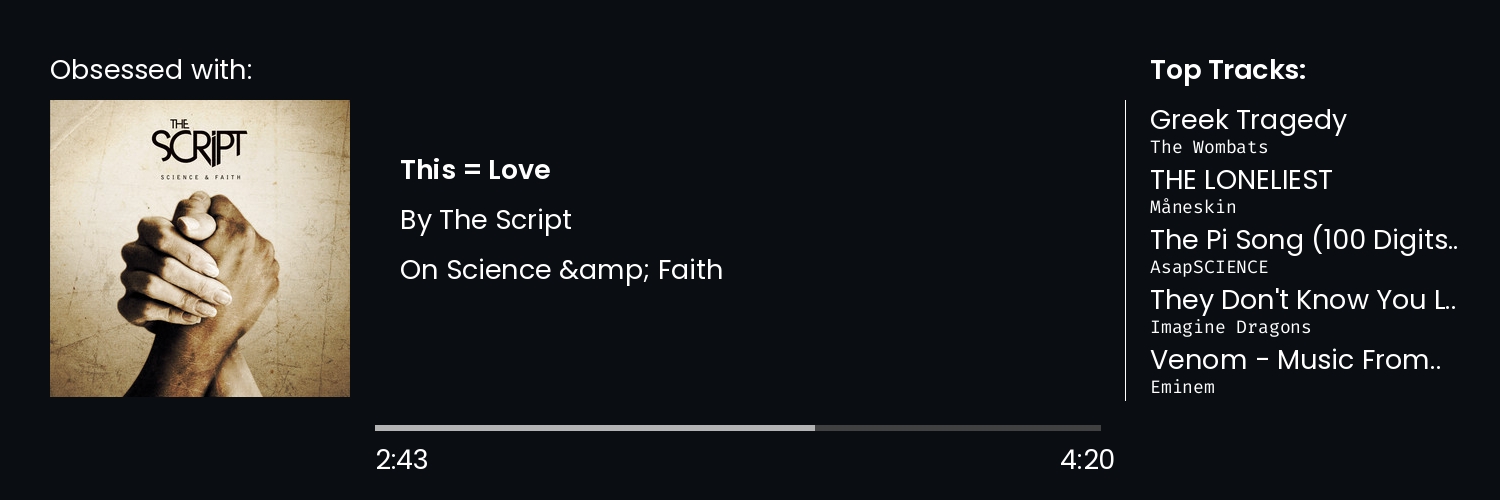 Obsessed with:
THE
SCRIPT
SCIENCE & FAITH
This = Love
By The Script
On Science &amp;amp; Faith
2:43
4:20
Top Tracks:
Greek Tragedy
The Wombats
THE LONELIEST
Måneskin
The Pi Song (100 Digits..
AsapSCIENCE
They Don't Know You L..
Imagine Dragons
Venom - Music From..
Eminem